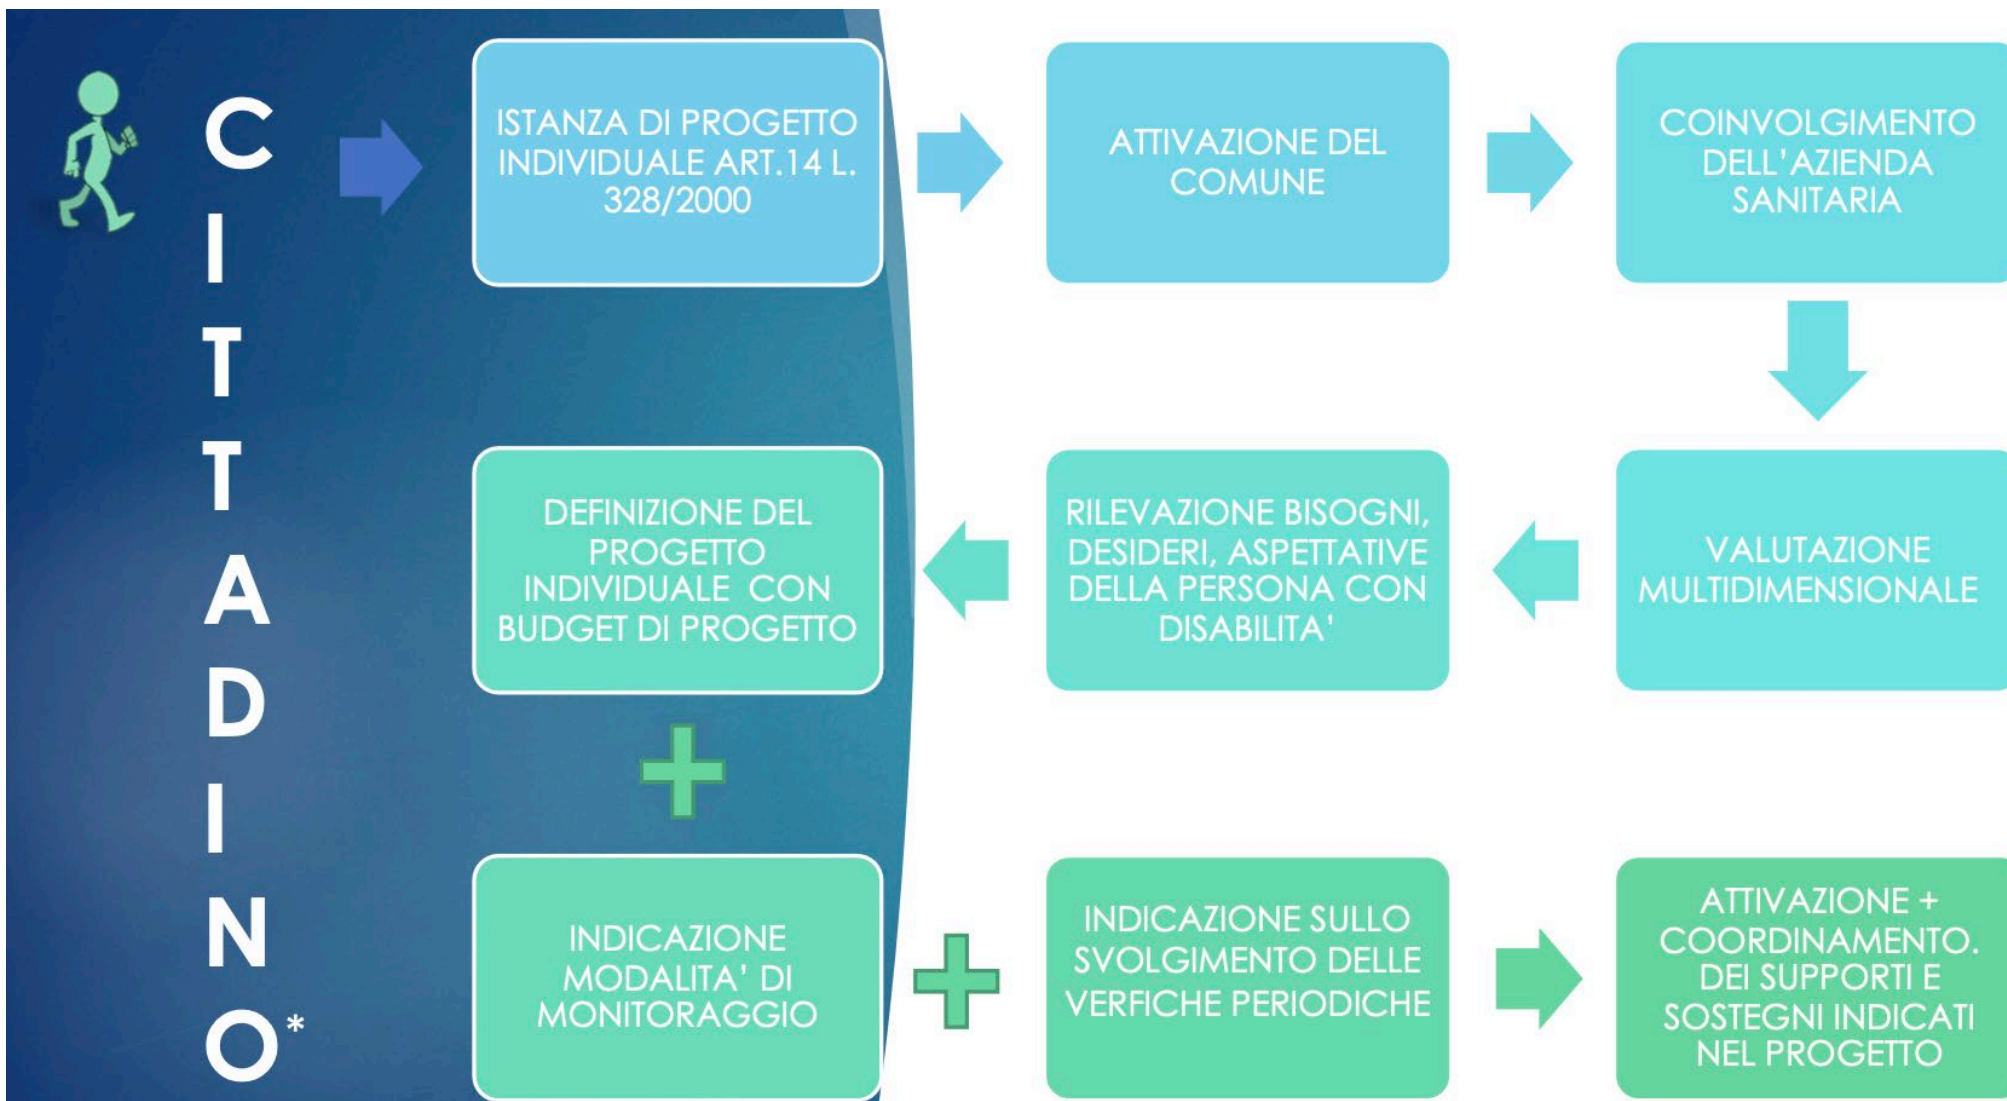 CITTADINO*
ISTANZA DI PROGETTO
INDIVIDUALE ART.14 L.
328/2000
ATTIVAZIONE DEL
COMUNE
COINVOLGIMENTO
DELL’AZIENDA
SANITARIA
VALUTAZIONE
MULTIDIMENSIONALE
RILEVAZIONE BISOGNI,
DESIDERI, ASPETTATIVE
DELLA PERSONA CON
DISABILITA’
DEFINIZIONE DEL
PROGETTO
INDIVIDUALE CON
BUDGET DI PROGETTO
INDICAZIONE
MODALITA’ DI
MONITORAGGIO
INDICAZIONE SULLO
SVOLGIMENTO DELLE
VERFICHE PERIODICHE
ATTIVAZIONE +
COORDINAMENTO.
DEI SUPPORTI E
SOSTEGNI INDICATI
NEL PROGETTO